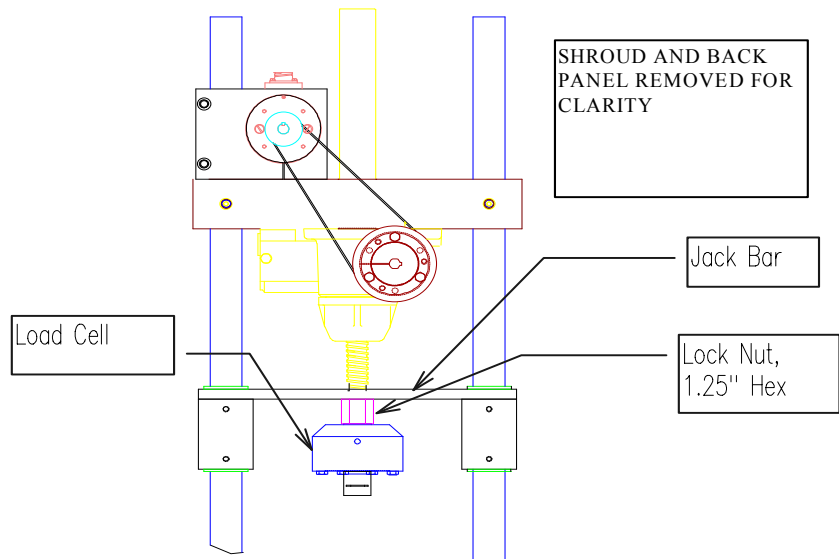 SHROUD AND BACK
PANEL REMOVED FOR
CLARITY
Jack Bar
Load Cell
Lock Nut,
1.25" Hex